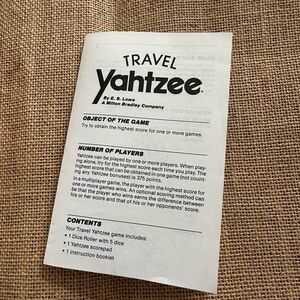 TRAVEL
Yahtzee™
By E. S. Lowe
A Milton Bradley Company
OBJECT OF THE GAME
Try to obtain the highest score for one or more games.
NUMBER OF PLAYERS
Yahtzee can be played by one or more players. When play-
ing alone, try for the highest score each time you play. The
highest score that can be obtained in one game (not count-
ing any Yahtzee bonuses) is 375 points.
In a multiplayer game, the player with the highest score for
one or more games wins. An optional scoring method can
be that the player who wins earns the difference between
his or her score and that of his or her opponents' score.
CONTENTS
Your Travel Yahtzee game includes:
• 1 Dice Roller with 5 dice
• 1 Yahtzee scorepad
• 1 instruction booklet